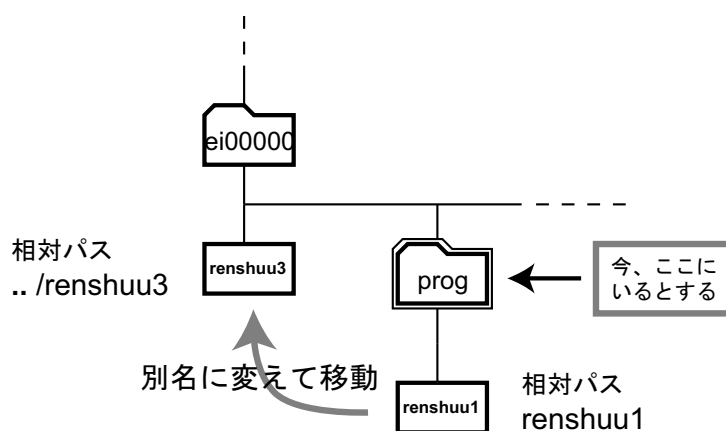 ei00000
相対パス
.. /renshuu3
renshuu3
prog
今、ここに
いるとする
別名に変えて移動
renshuu1
相対パス
renshuu1